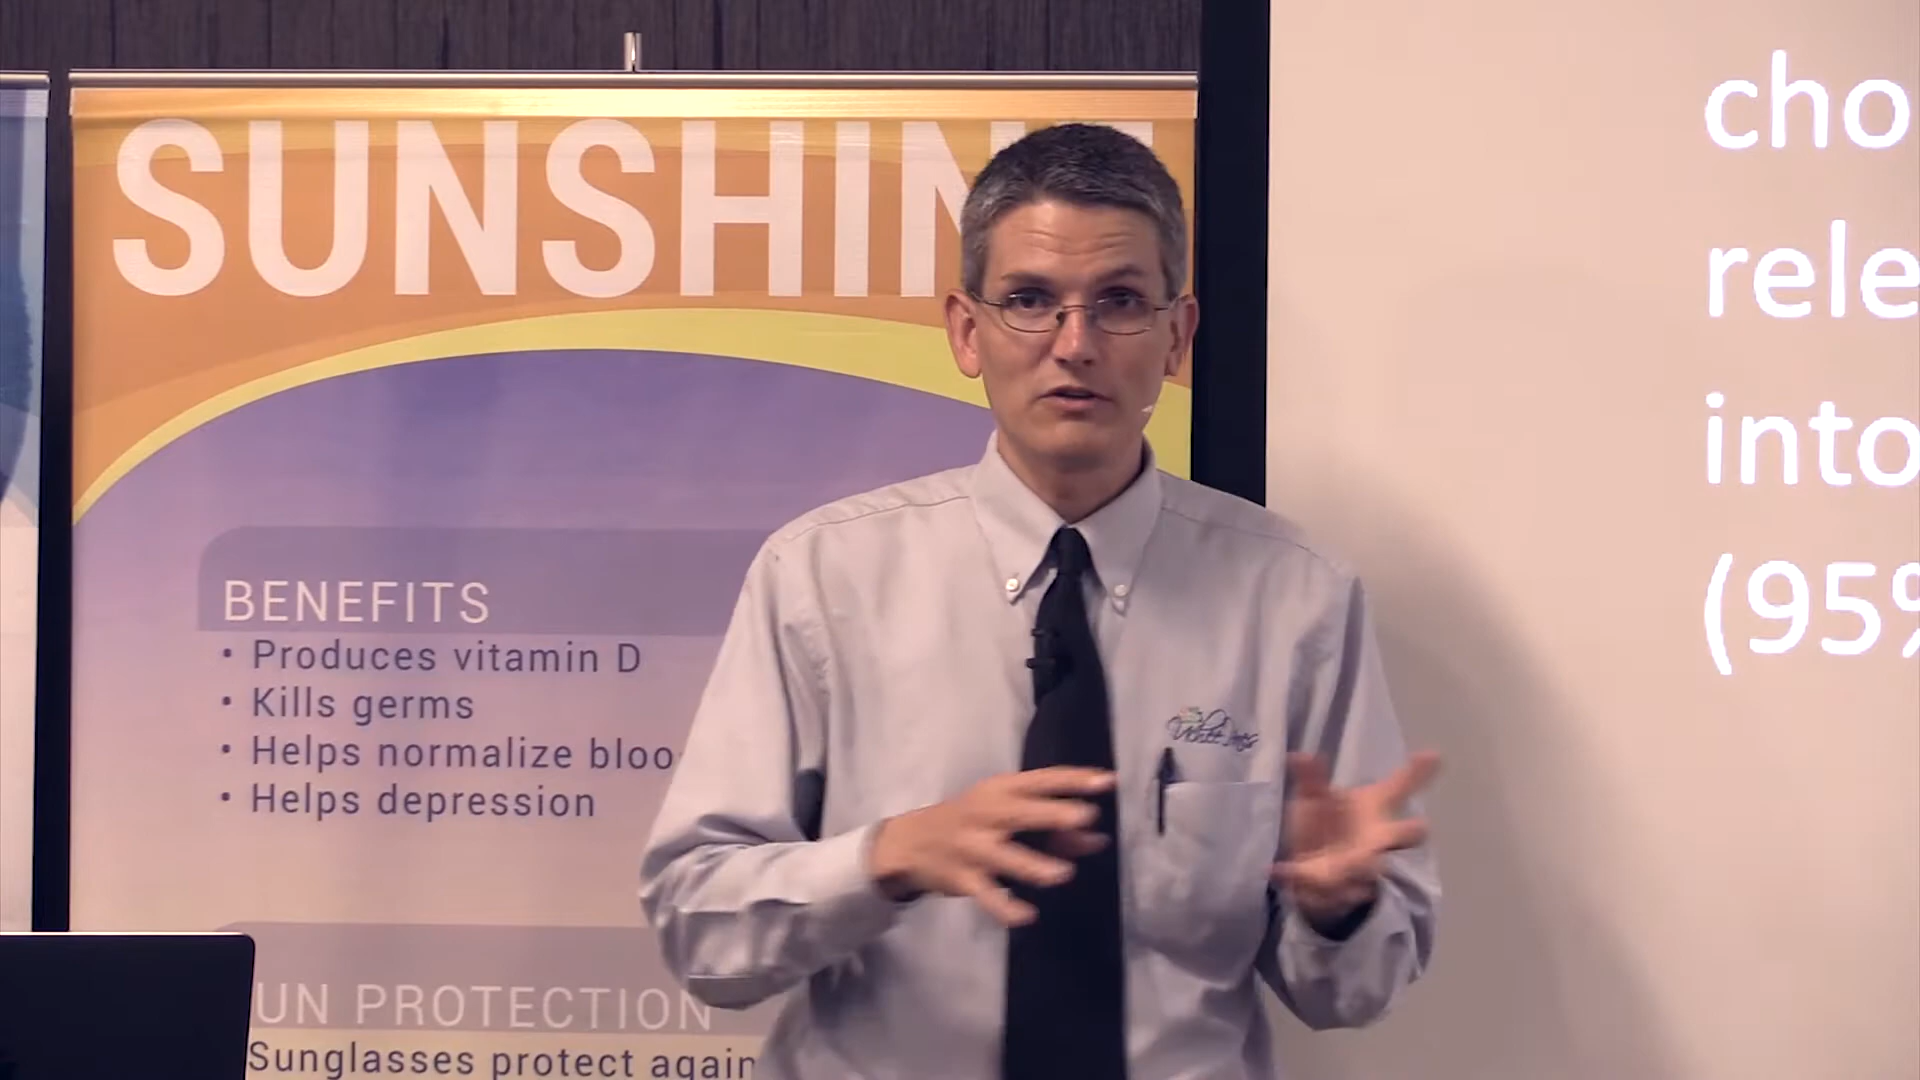 SUNSHIN
BENEFITS
• Produces vitamin D
• Kills germs
• Helps normalize bloo
• Helps depression
UN PROTECTION
Sunglasses protect again
cho
rele
into
(95%